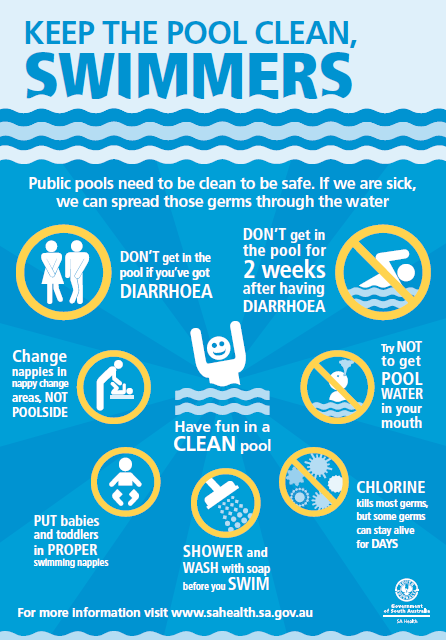 KEEP THE POOL CLEAN,
SWIMMERS
Public pools need to be clean to be safe. If we are sick,
we can spread those germs through the water
DON'T get in the
pool if you've got
DIARRHOEA
DON'T get in
the pool for
2 weeks
after having
DIARRHOEA
Change
nappies in
nappy change
areas, NOT
POOLSIDE
Try NOT
to get
POOL
WATER
in your
mouth
Have fun in a
CLEAN pool
PUT babies
and toddlers
in PROPER
swimming nappies
SHOWER and
WASH with soap
before you SWIM
CHLORINE
kills most germs,
but some germs
can stay alive
for DAYS
For more information visit www.sahealth.sa.gov.au
Government
of South Australia
SA Health